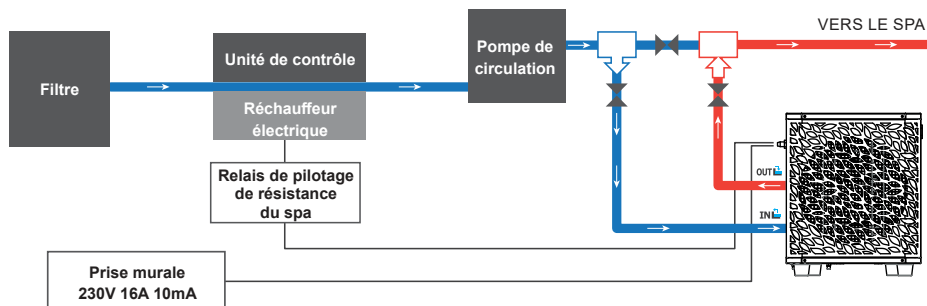 VERS LE SPA
Pompe de
circulation
Unité de contrôle
Filtre
Réchauffeur
électrique
Relais de pilotage
de résistance
du spa
OUT
IN
Prise murale
230V 16A 10mA